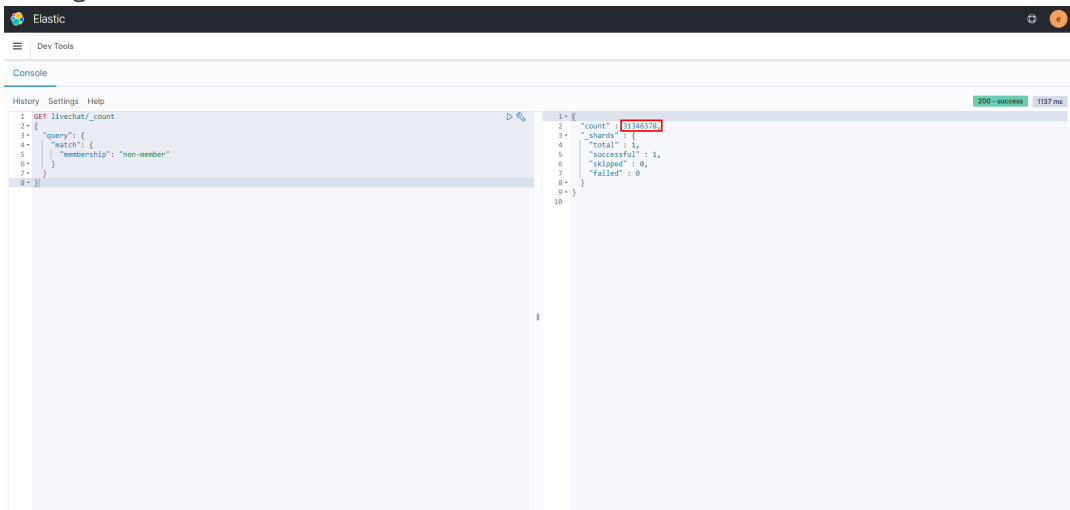 Elastic
e
Dev Tools
Console
History Settings Help
200 - success 1137 ms
1 GET livechat/_count
2 {
3 "query": {
4 "match": {
5 "membership": "non-member"
6 }
7 }
8 }
1 {
2 "count" : 31346378,
3 "_shards" : {
4 "total" : 1,
5 "successful" : 1,
6 "skipped" : 0,
7 "failed" : 0
8 }
9 }
10